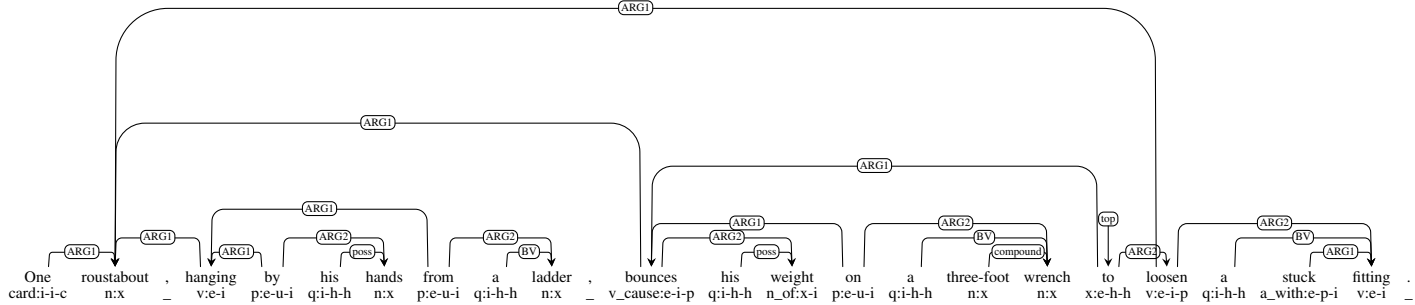 ARG1
ARG1
ARG1
ARG1 ARG1 ARG2
top
ARG1 ARG2 ARG2 BV ARG2 BV BV
ARG1 ARG1 poss BV poss compound ARG2 ARG1
One roustabout , hanging by his hands from a ladder , bounces his weight on a three-foot wrench to loosen a stuck fitting .
card:i-i-c n:x _ v:e-i p:e-u-i q:i-h-h n:x p:e-u-i q:i-h-h n:x _ v_cause:e-i-p q:i-h-h n_of:x-i p:e-u-i q:i-h-h n:x n:x x:e-h-h v:e-i-p q:i-h-h a_with:e-p-i v:e-i _